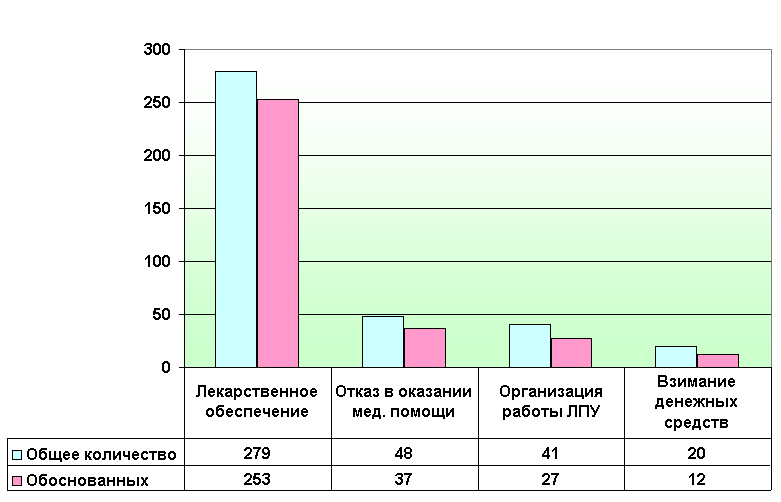 300
250
200
150
100
50
0
Лекарственное обеспечение
Отказ в оказании мед. помощи
Организация работы ЛПУ
Взимание денежных средств
Общее количество 279 48 41 20
Обоснованных 253 37 27 12